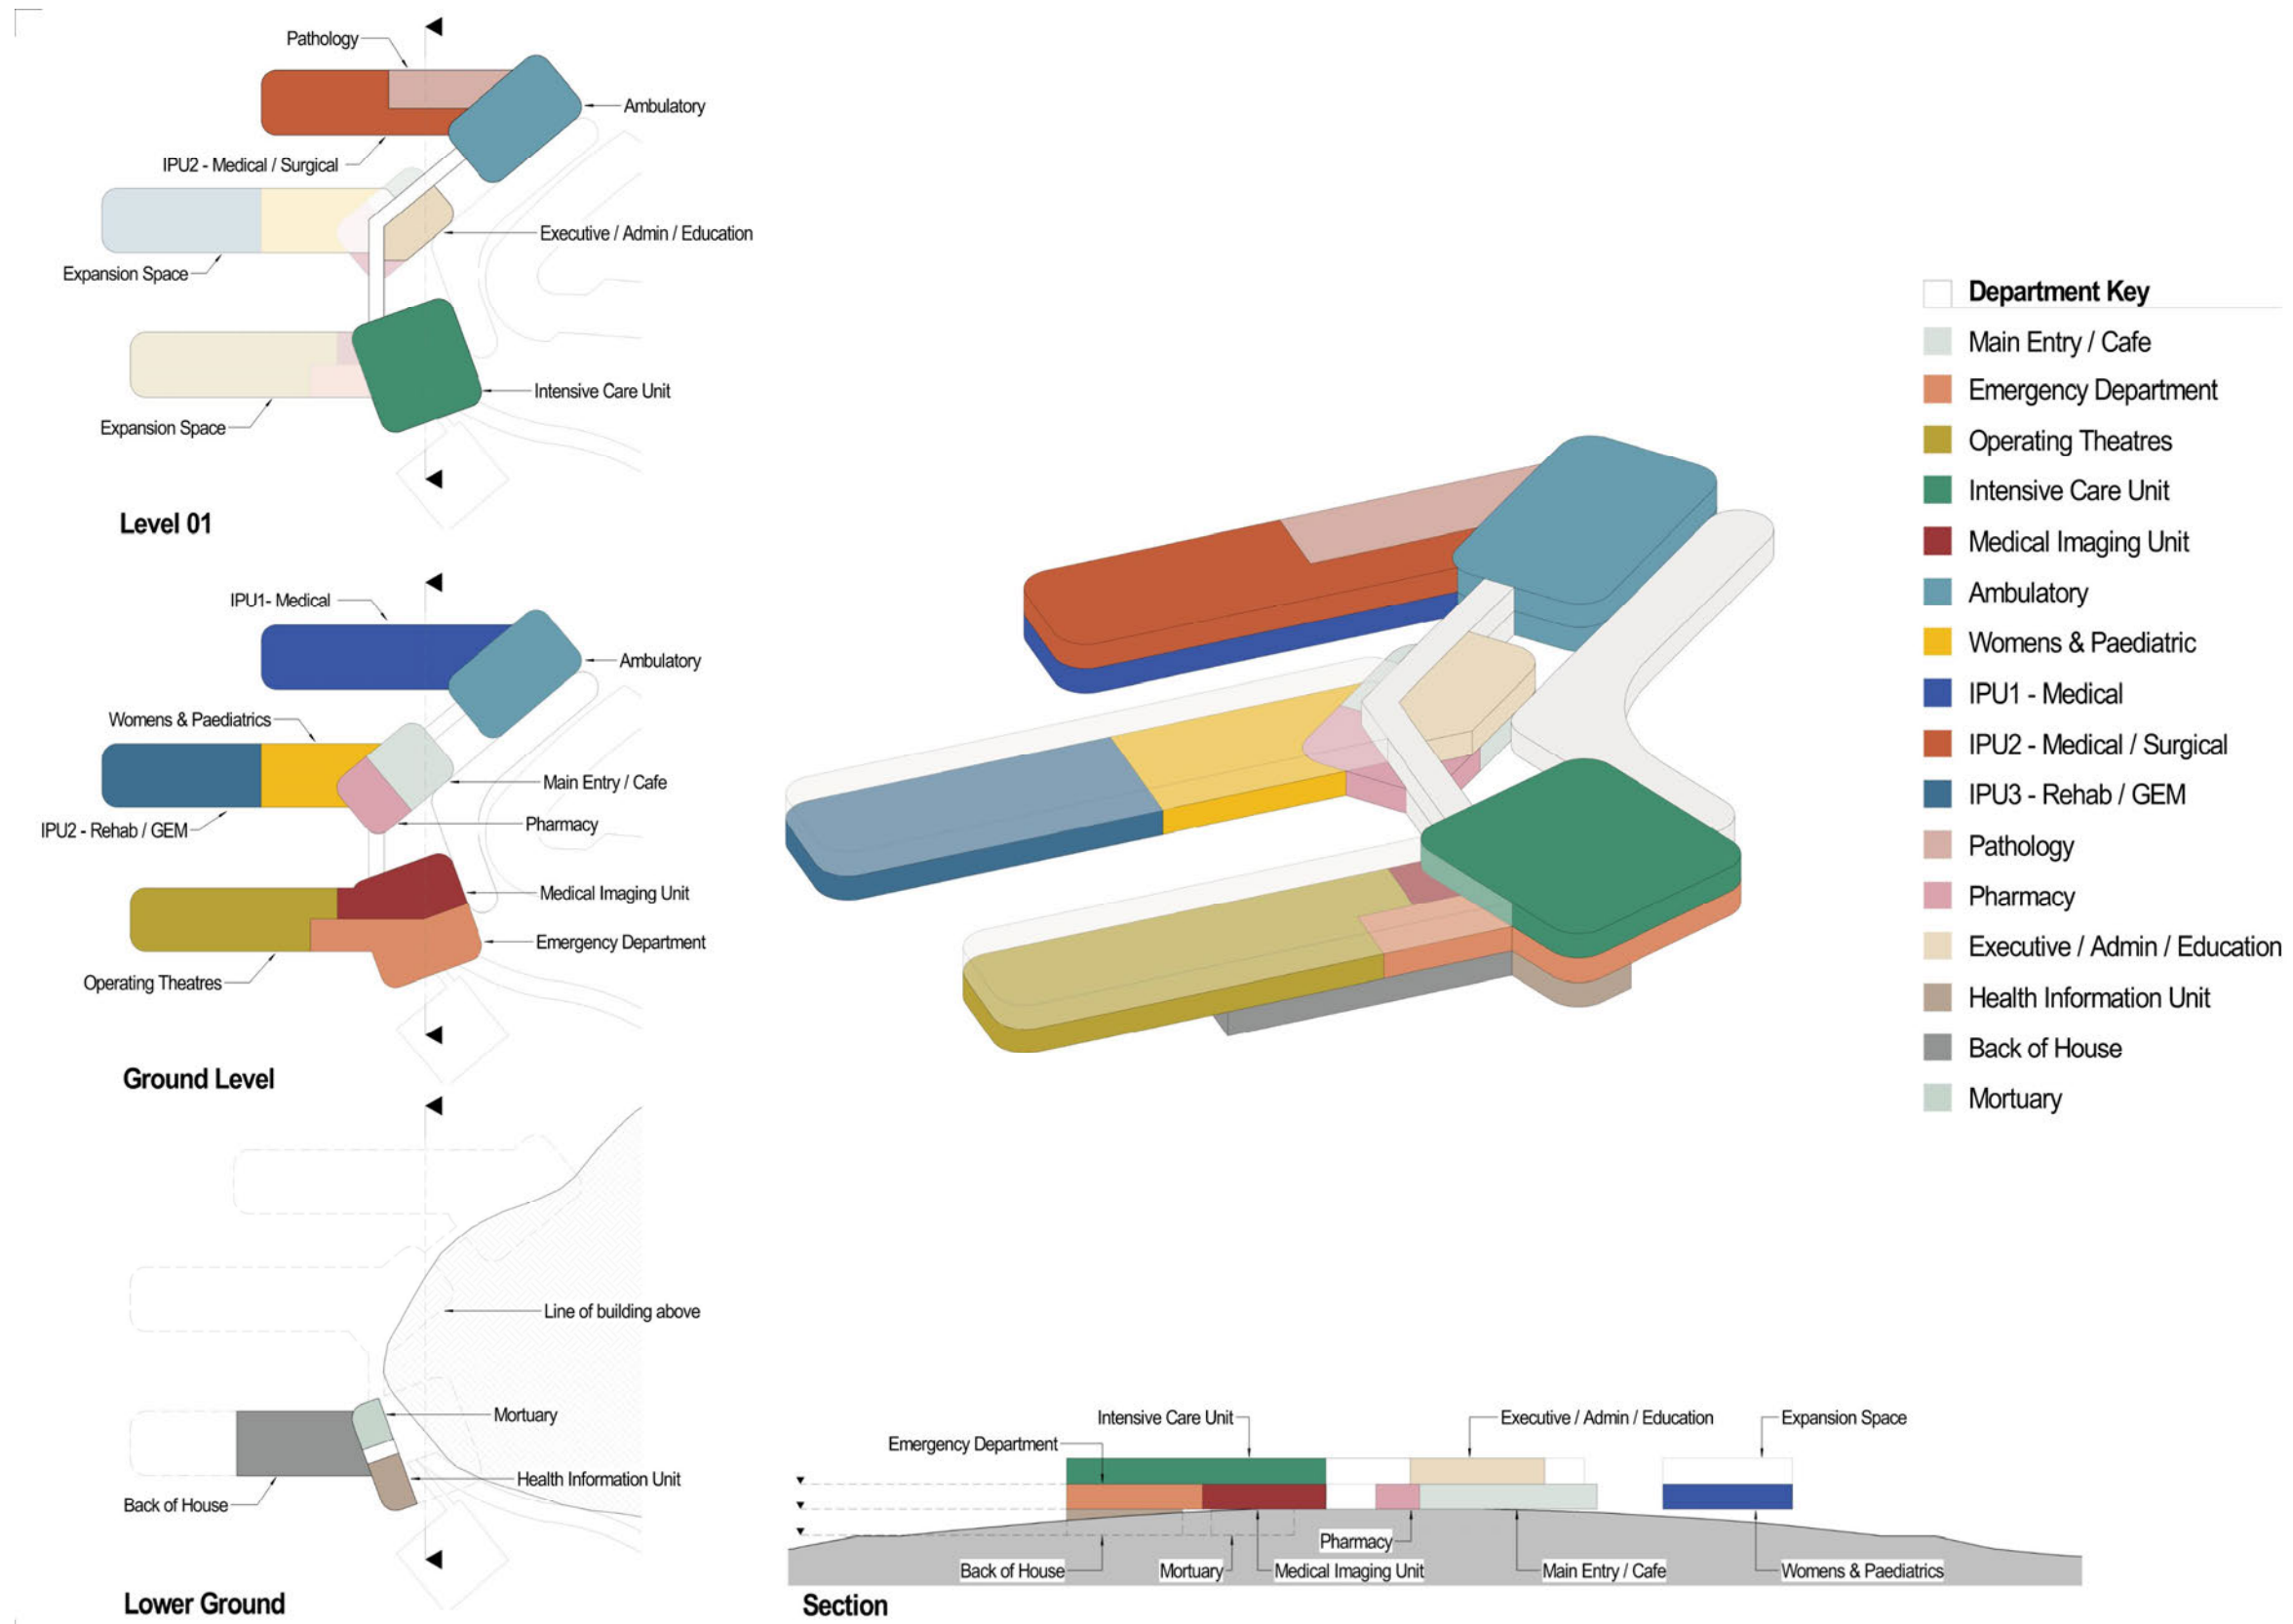 Pathology
Ambulatory
IPU2 - Medical / Surgical
Executive / Admin / Education
Expansion Space
Intensive Care Unit
Expansion Space
Level 01
IPU1- Medical
Ambulatory
Womens & Paediatrics
Main Entry / Cafe
Pharmacy
IPU2 - Rehab / GEM
Medical Imaging Unit
Emergency Department
Operating Theatres
Ground Level
Line of building above
Mortuary
Health Information Unit
Back of House
Lower Ground
Department Key
Main Entry / Cafe
Emergency Department
Operating Theatres
Intensive Care Unit
Medical Imaging Unit
Ambulatory
Womens & Paediatric
IPU1 - Medical
IPU2 - Medical / Surgical
IPU3 - Rehab / GEM
Pathology
Pharmacy
Executive / Admin / Education
Health Information Unit
Back of House
Mortuary
Intensive Care Unit
Executive / Admin / Education
Expansion Space
Emergency Department
Pharmacy
Back of House
Mortuary
Medical Imaging Unit
Main Entry / Cafe
Womens & Paediatrics
Section